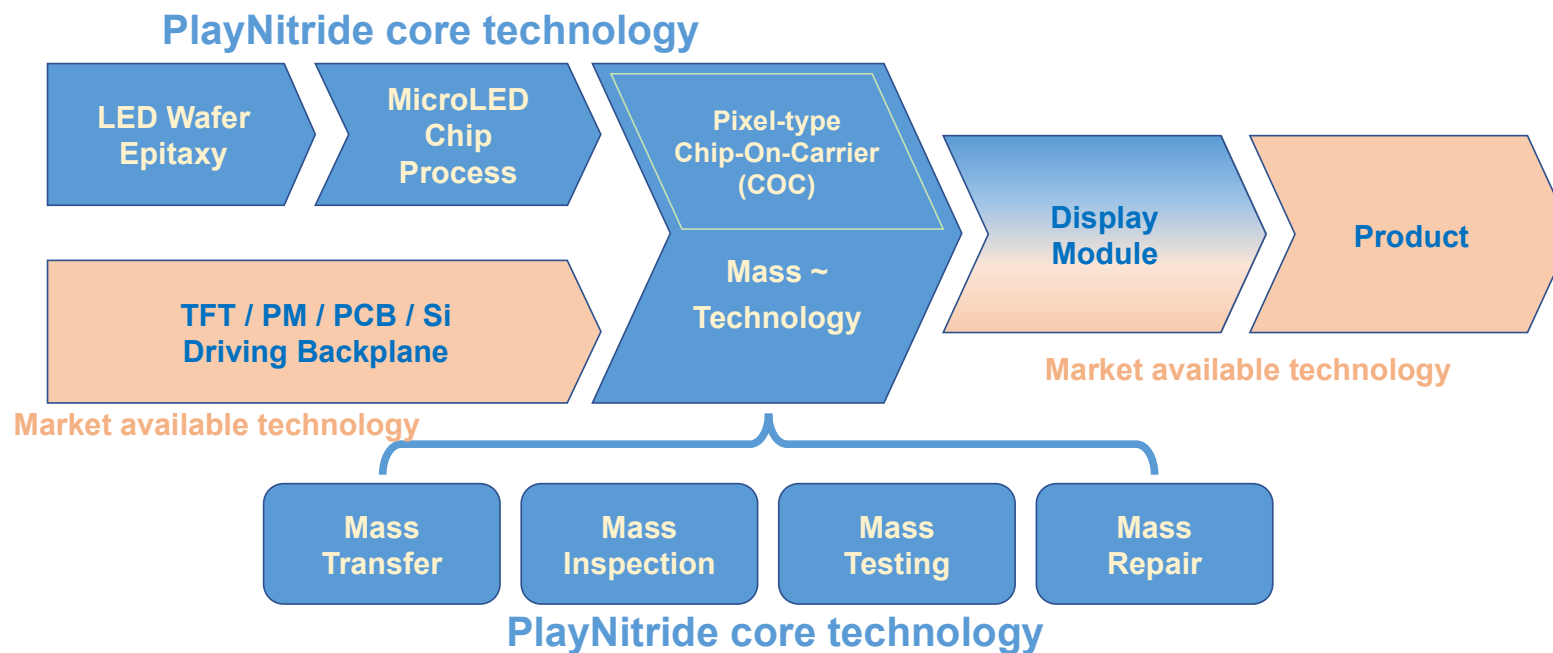 PlayNitride core technology
LED Wafer
Epitaxy
MicroLED
Chip
Process
Pixel-type
Chip-On-Carrier
(COC)
Mass ~
Technology
TFT / PM / PCB / Si
Driving Backplane
Market available technology
Display
Module
Product
Market available technology
Mass
Transfer
Mass
Inspection
Mass
Testing
Mass
Repair
PlayNitride core technology